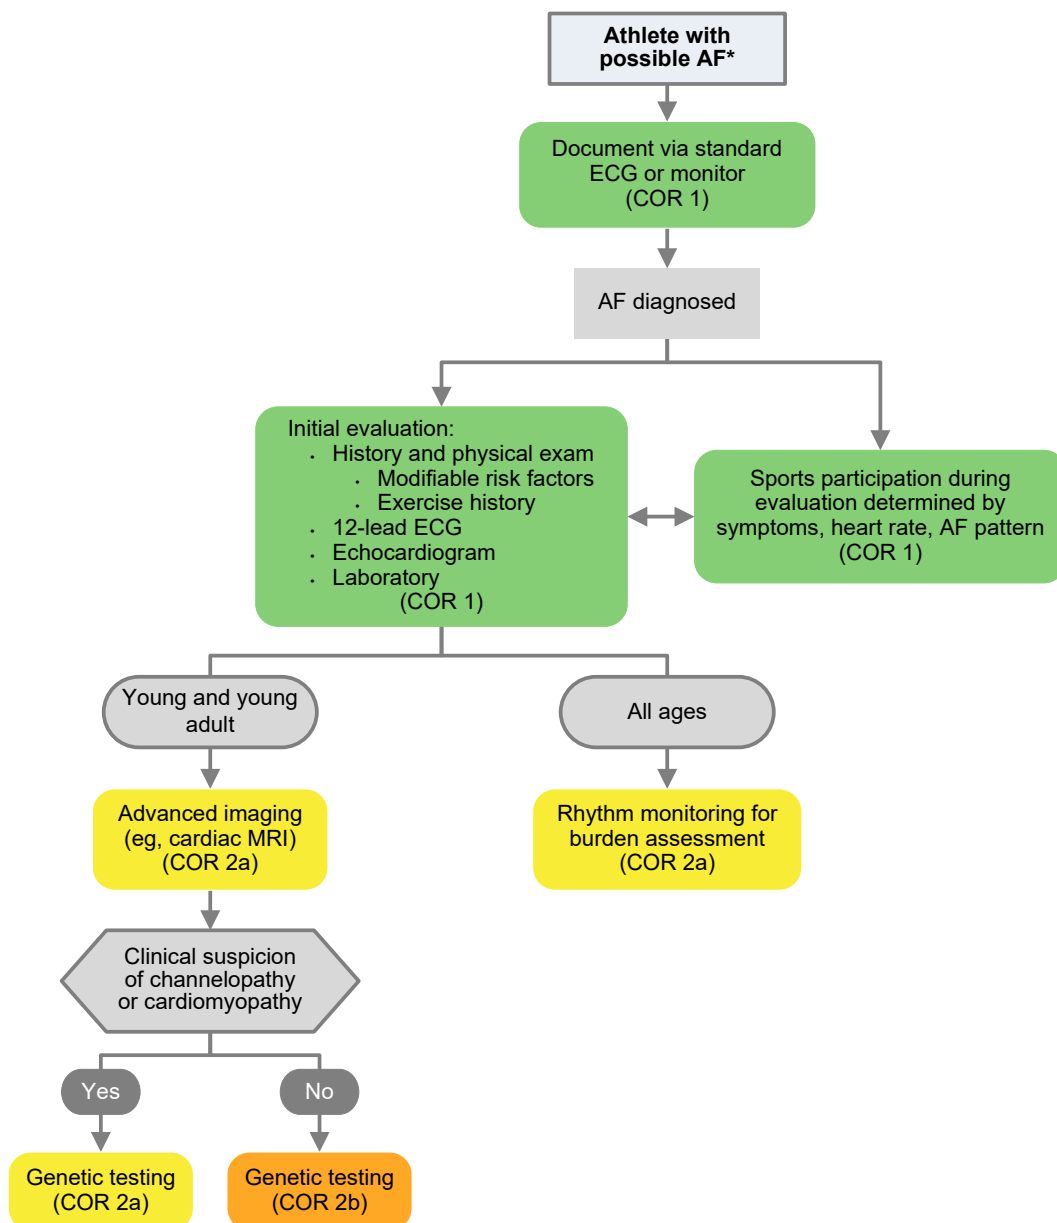 Athlete with
possible AF*
Document via standard
ECG or monitor
(COR 1)
AF diagnosed
Initial evaluation:
· History and physical exam
· Modifiable risk factors
· Exercise history
· 12-lead ECG
· Echocardiogram
· Laboratory
(COR 1)
Sports participation during
evaluation determined by
symptoms, heart rate, AF pattern
(COR 1)
Young and young
adult
All ages
Advanced imaging
(eg, cardiac MRI)
(COR 2a)
Rhythm monitoring for
burden assessment
(COR 2a)
Clinical suspicion
of channelopathy
or cardiomyopathy
Yes
No
Genetic testing
(COR 2a)
Genetic testing
(COR 2b)